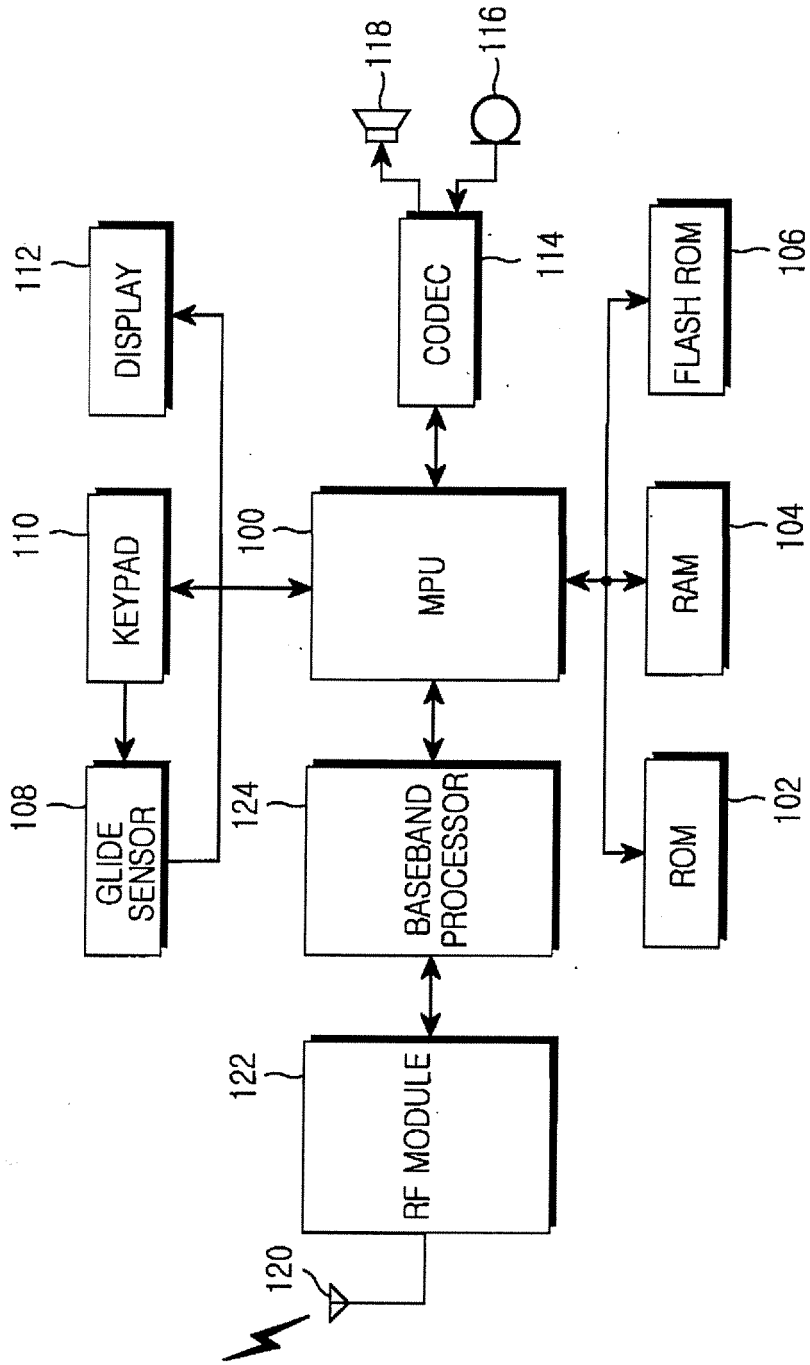 108
GLIDE
SENSOR
110
KEYPAD
112
DISPLAY
120
122
RF MODULE
124
BASEBAND
PROCESSOR
100
MPU
CODEC
114
118
116
ROM
102
RAM
104
FLASH ROM
106